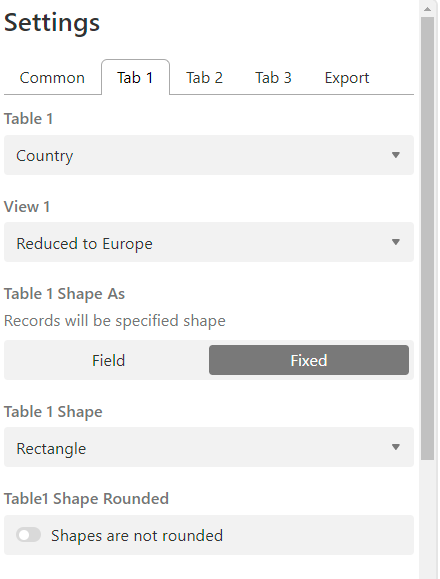 Settings
Common Tab 1 Tab 2 Tab 3 Export
Table 1
Country
View 1
Reduced to Europe
Table 1 Shape As
Records will be specified shape
Field Fixed
Table 1 Shape
Rectangle
Table1 Shape Rounded
Shapes are not rounded